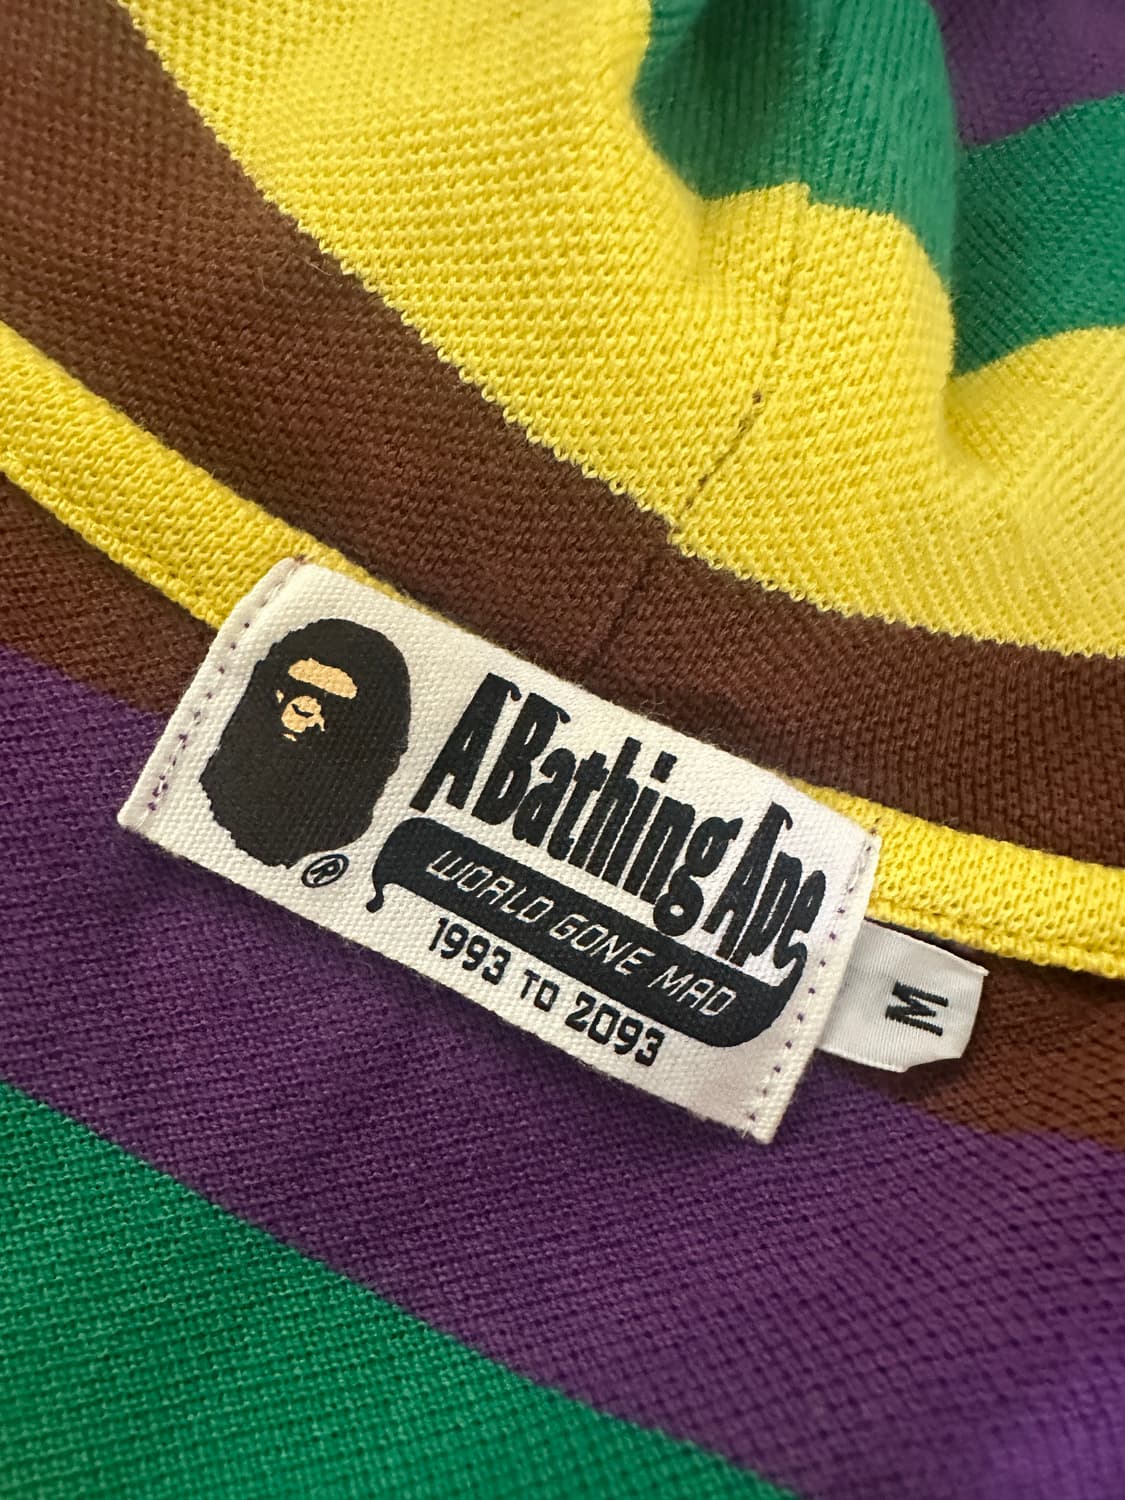 A Bathing Ape
WORLD GONE MAD
1993 TO 2093
®
M